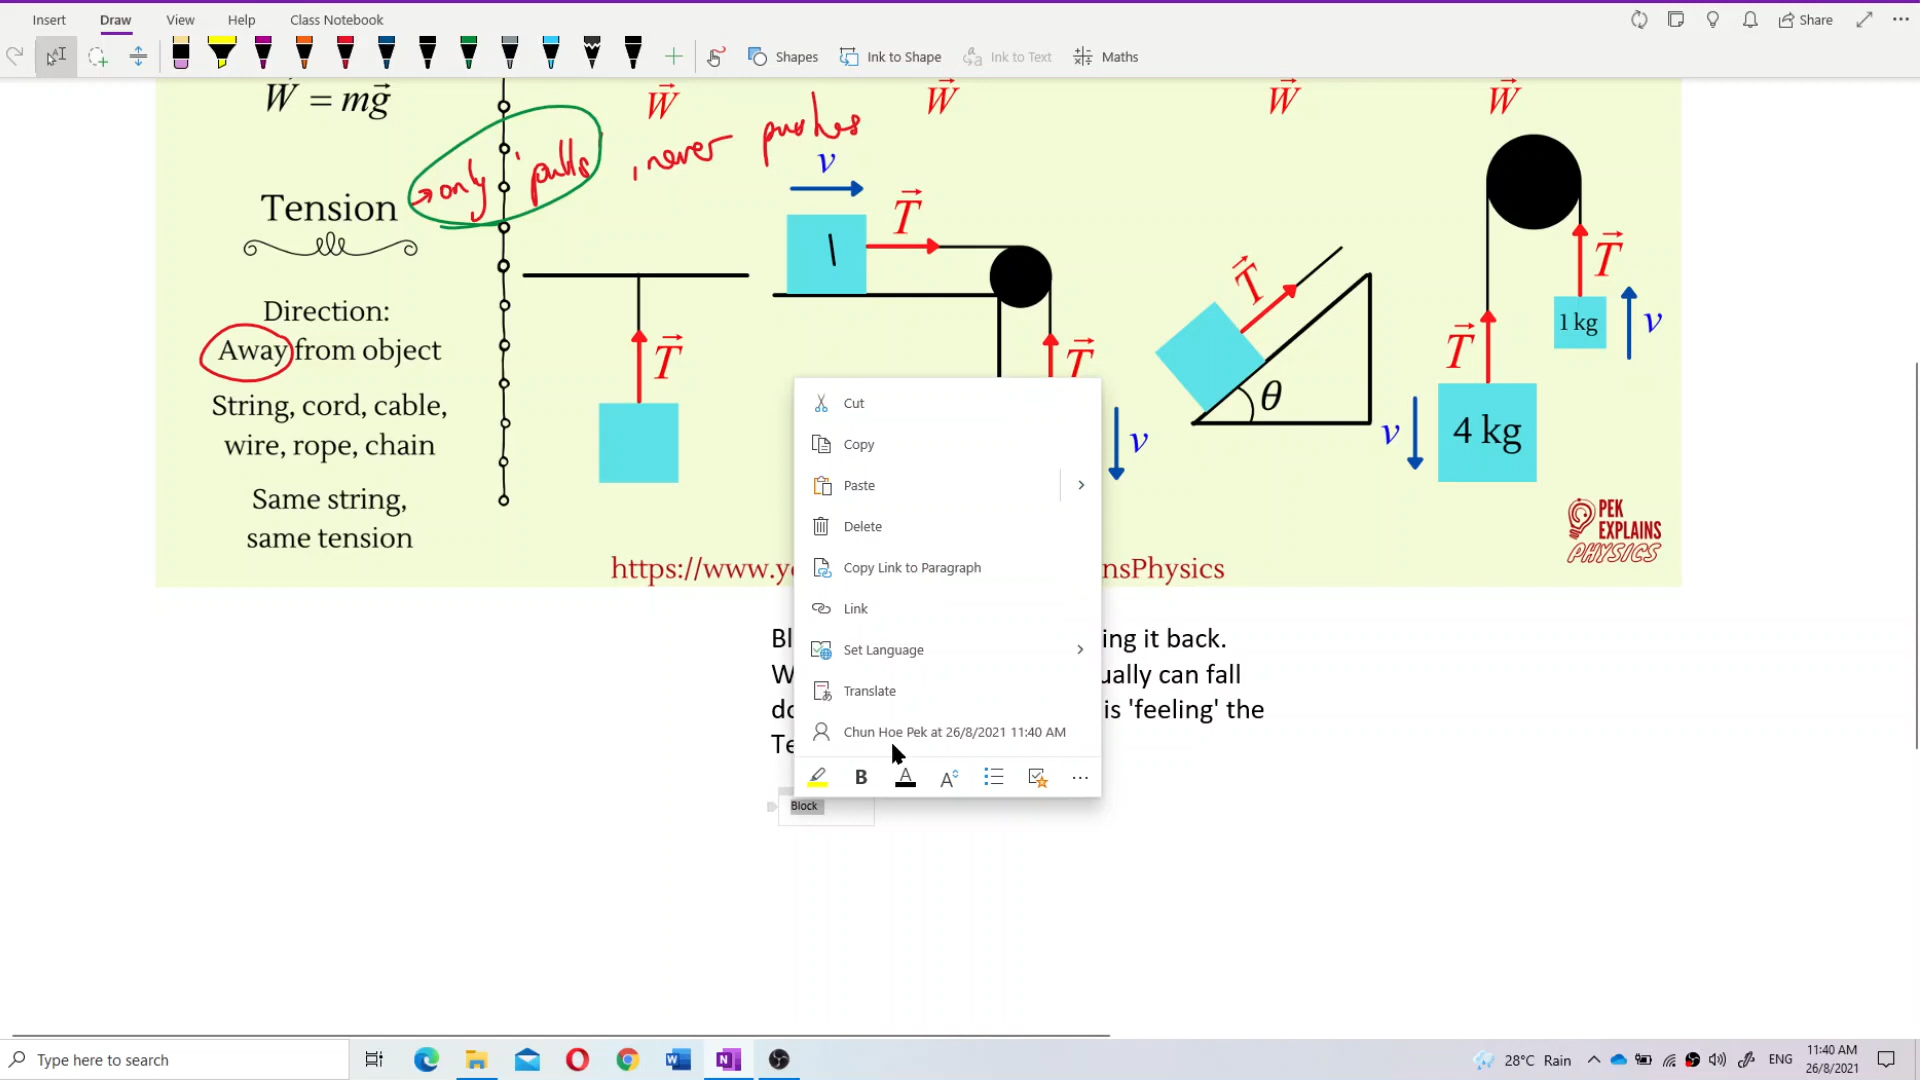 Insert Draw View Help Class Notebook Share
Shapes Ink to Shape Ink to Text Maths
W = mg
W W W W
only pulls , never pushes
v
Tension
T T
1
T
T
1 kg
v
Direction:
Away from object
T
T
T
θ
v
v
4 kg
String, cord, cable,
wire, rope, chain
Same string,
same tension
PEK
EXPLAINS
PHYSICS
https://www.y nsPhysics
Cut
Copy
Paste
Delete
Copy Link to Paragraph
Link
Set Language
Translate
Chun Hoe Pek at 26/8/2021 11:40 AM
B A A
Bl ing it back.
W ually can fall
do is 'feeling' the
Te
Block
Type here to search
28°C Rain ENG 11:40 AM
26/8/2021